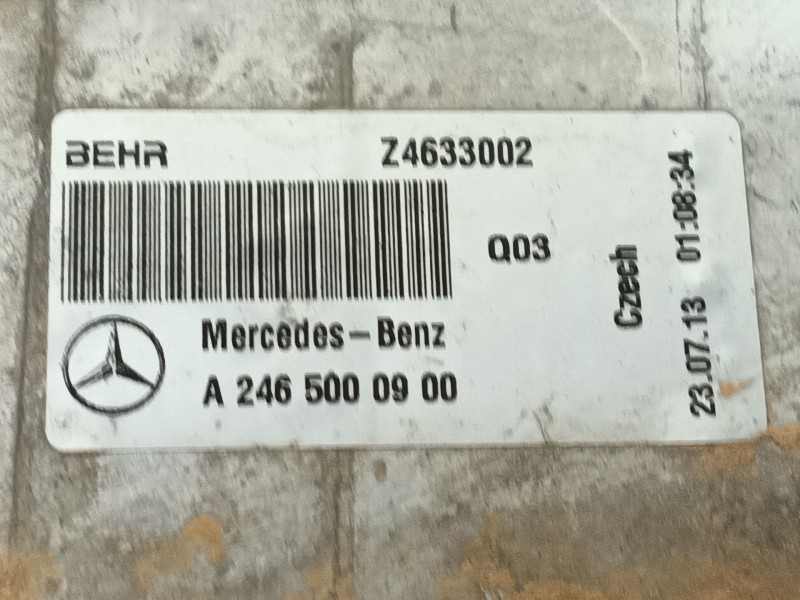 BEHR Z4633002
Q03
Mercedes-Benz
A 246 500 09 00
Czech
23.07.13 01:08:34